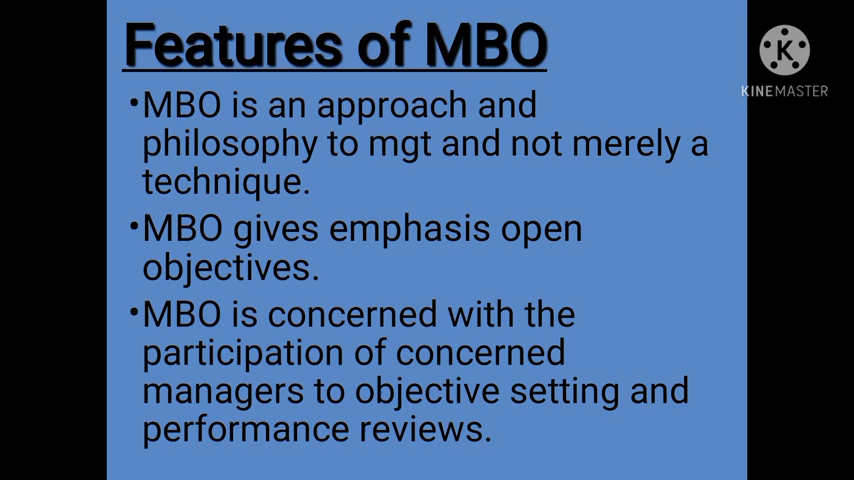 Features of MBO
•MBO is an approach and
philosophy to mgt and not merely a
technique.
•MBO gives emphasis open
objectives.
•MBO is concerned with the
participation of concerned
managers to objective setting and
performance reviews.
K
KINEMASTER